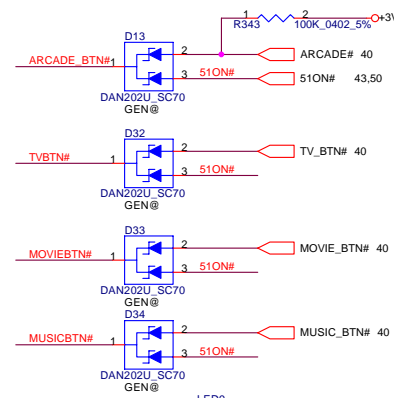 1 2 +3V
R343 100K_0402_5%
D13
2 ARCADE# 40
ARCADE_BTN# 1
3 51ON# 51ON# 43,50
DAN202U_SC70
GEN@
D32
2 TV_BTN# 40
TVBTN# 1
3 51ON#
DAN202U_SC70
GEN@
D33
2 MOVIE_BTN# 40
MOVIEBTN# 1
3 51ON#
DAN202U_SC70
GEN@
D34
2 MUSIC_BTN# 40
MUSICBTN# 1
3 51ON#
DAN202U_SC70
GEN@